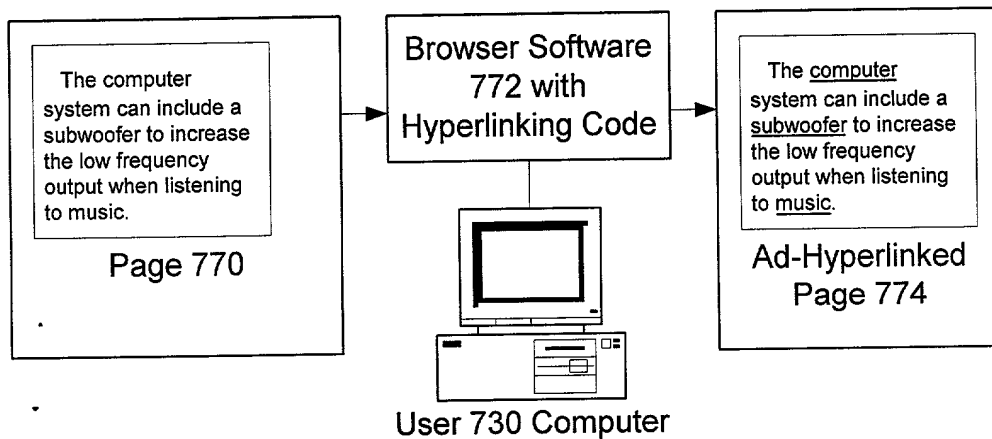 The computer
system can include a
subwoofer to increase
the low frequency
output when listening
to music.
Page 770
Browser Software
772 with
Hyperlinking Code
User 730 Computer
The computer
system can include a
subwoofer to increase
the low frequency
output when listening
to music.
Ad-Hyperlinked
Page 774